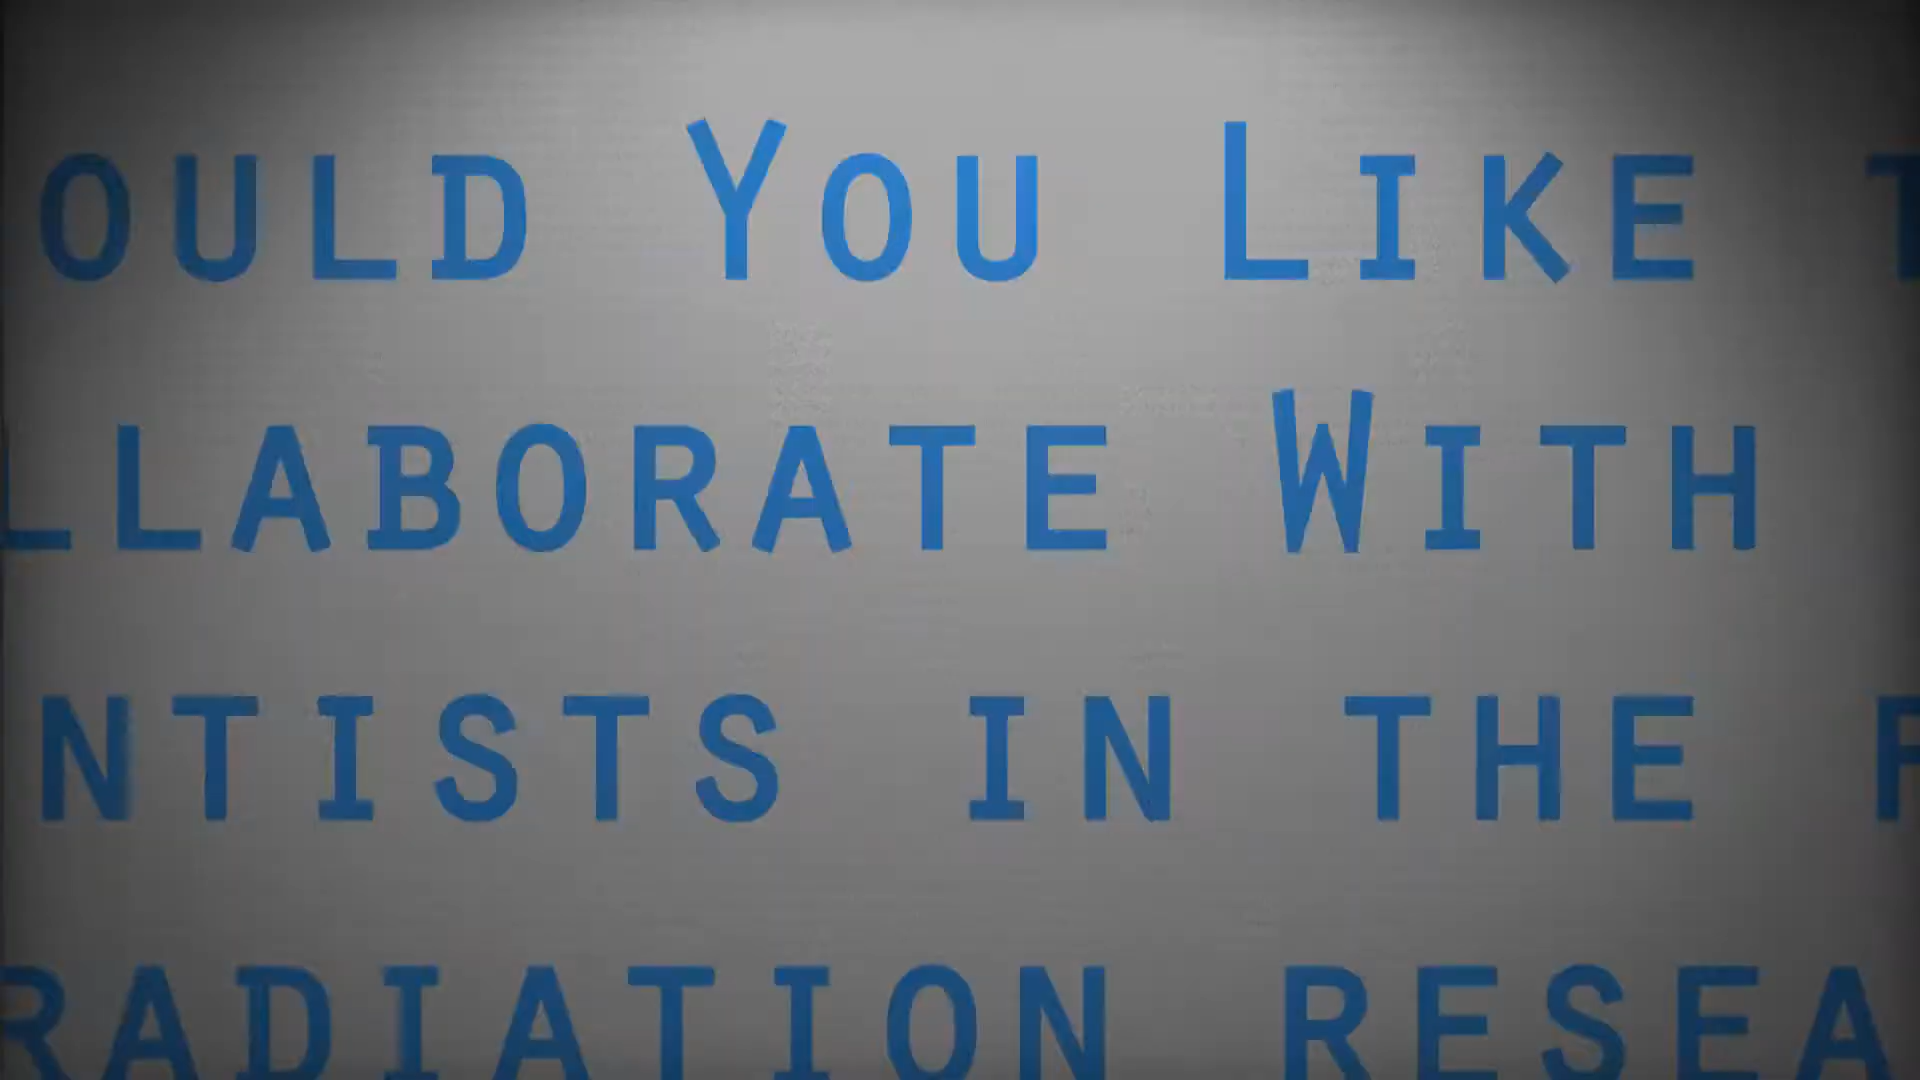 OULD YOU LIKE T
LLABORATE WITH
NTISTS IN THE F
RADIATION RESEA